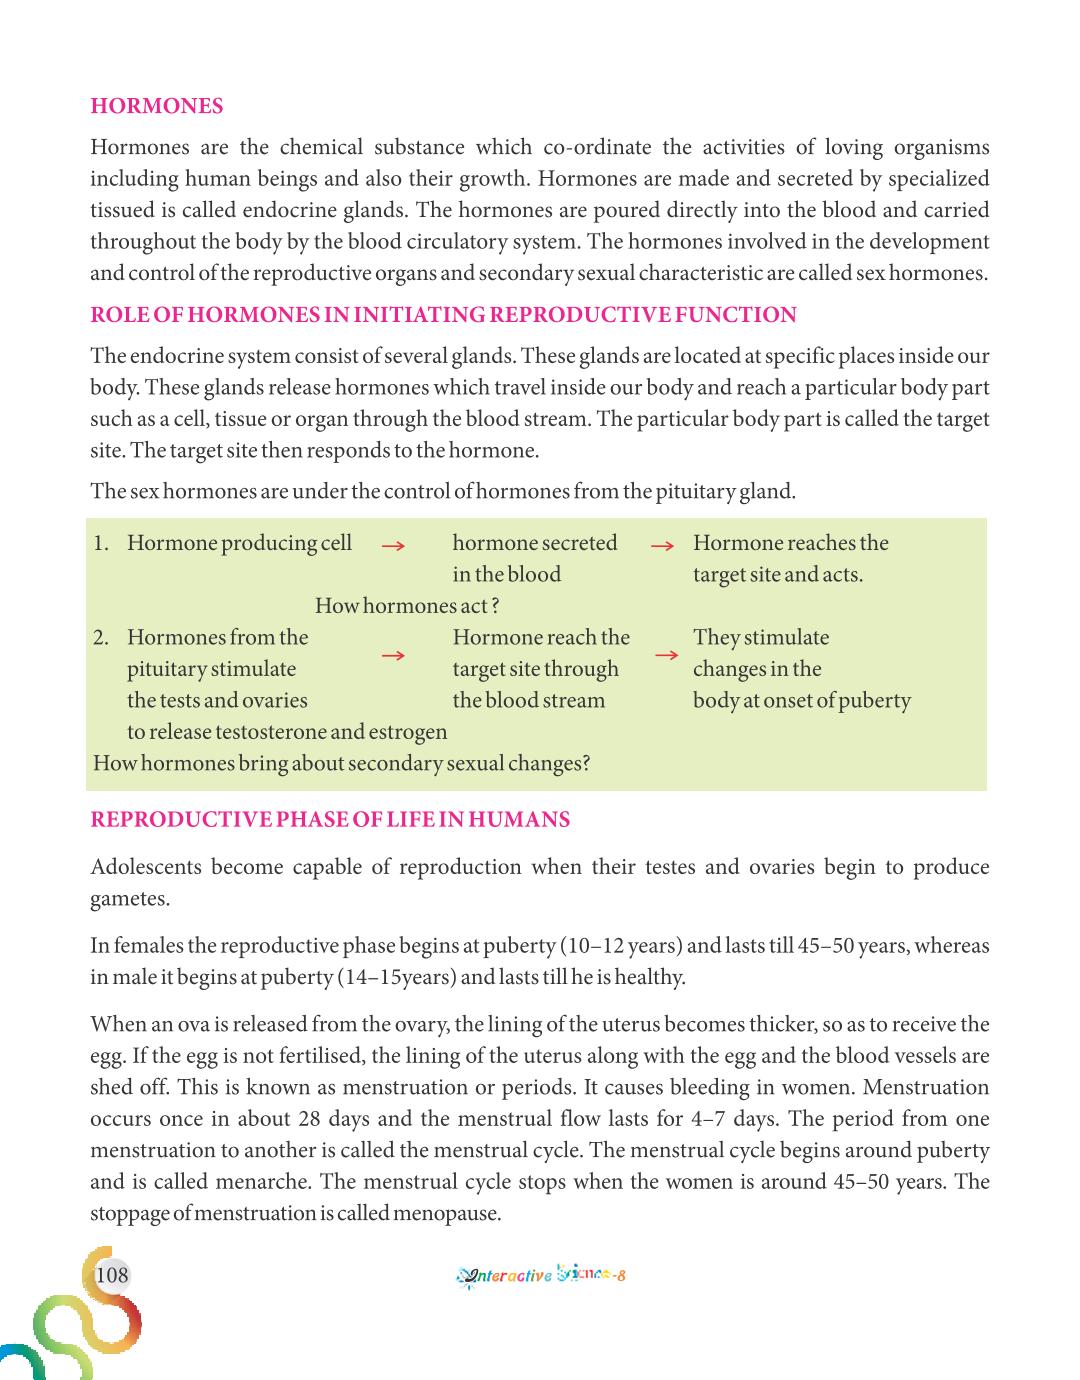 HORMONES
Hormones are the chemical substance which co-ordinate the activities of loving organisms
including human beings and also their growth. Hormones are made and secreted by specialized
tissued is called endocrine glands. The hormones are poured directly into the blood and carried
throughout the body by the blood circulatory system. The hormones involved in the development
and control of the reproductive organs and secondary sexual characteristic are called sex hormones.
ROLE OF HORMONES IN INITIATING REPRODUCTIVE FUNCTION
The endocrine system consist of several glands. These glands are located at specific places inside our
body. These glands release hormones which travel inside our body and reach a particular body part
such as a cell, tissue or organ through the blood stream. The particular body part is called the target
site. The target site then responds to the hormone.
The sex hormones are under the control of hormones from the pituitary gland.
1. Hormone producing cell → hormone secreted → Hormone reaches the
in the blood target site and acts.
How hormones act ?
2. Hormones from the Hormone reach the They stimulate
pituitary stimulate → target site through → changes in the
the tests and ovaries the blood stream body at onset of puberty
to release testosterone and estrogen
How hormones bring about secondary sexual changes?
REPRODUCTIVE PHASE OF LIFE IN HUMANS
Adolescents become capable of reproduction when their testes and ovaries begin to produce
gametes.
In females the reproductive phase begins at puberty (10–12 years) and lasts till 45–50 years, whereas
in male it begins at puberty (14–15years) and lasts till he is healthy.
When an ova is released from the ovary, the lining of the uterus becomes thicker, so as to receive the
egg. If the egg is not fertilised, the lining of the uterus along with the egg and the blood vessels are
shed off. This is known as menstruation or periods. It causes bleeding in women. Menstruation
occurs once in about 28 days and the menstrual flow lasts for 4–7 days. The period from one
menstruation to another is called the menstrual cycle. The menstrual cycle begins around puberty
and is called menarche. The menstrual cycle stops when the women is around 45–50 years. The
stoppage of menstruation is called menopause.
108
Interactive Science-8